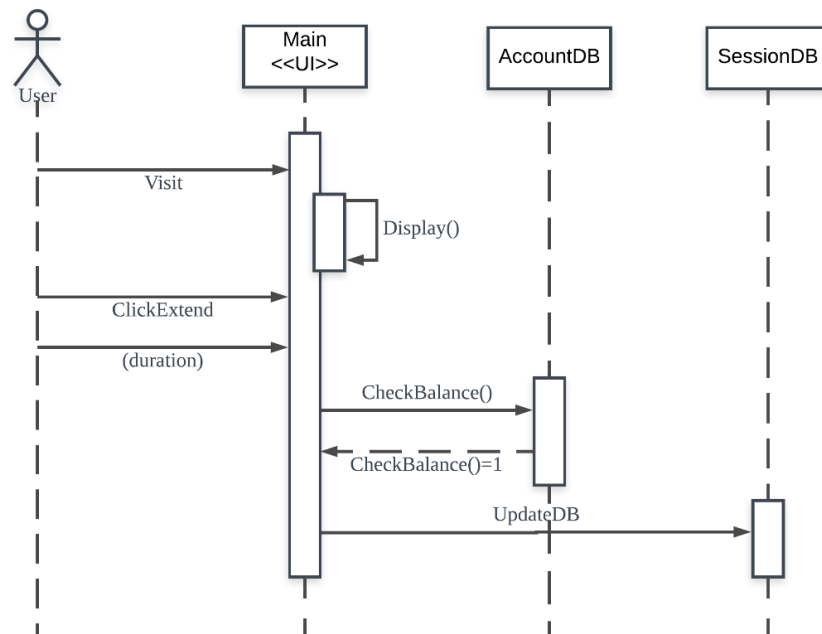 Main
<<UI>>
AccountDB
SessionDB
User
Visit
Display()
ClickExtend
(duration)
CheckBalance()
CheckBalance()=1
UpdateDB